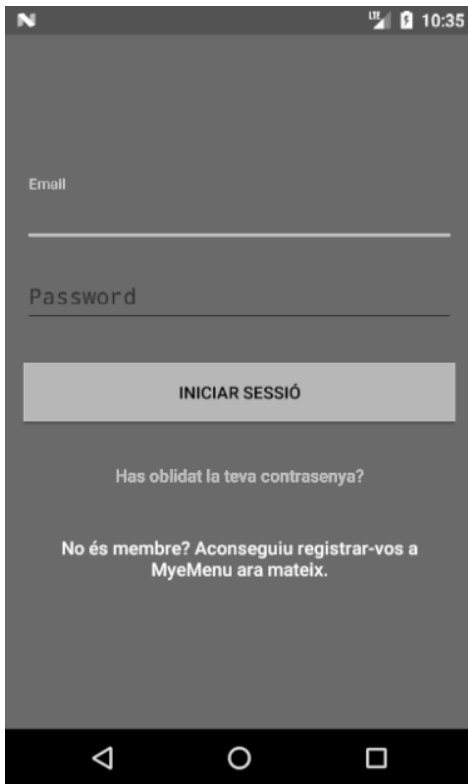 LTE 10:35
Email
Password
INICIAR SESSIÓ
Has oblidat la teva contrasenya?
No és membre? Aconseguiu registrar-vos a
MyeMenu ara mateix.